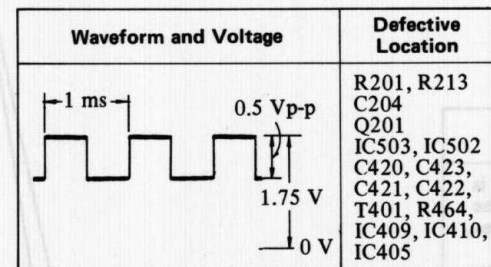 Waveform and Voltage
Defective
Location
1 ms
0.5 Vp-p
1.75 V
0 V
R201, R213
C204
Q201
IC503, IC502
C420, C423,
C421, C422,
T401, R464,
IC409, IC410,
IC405